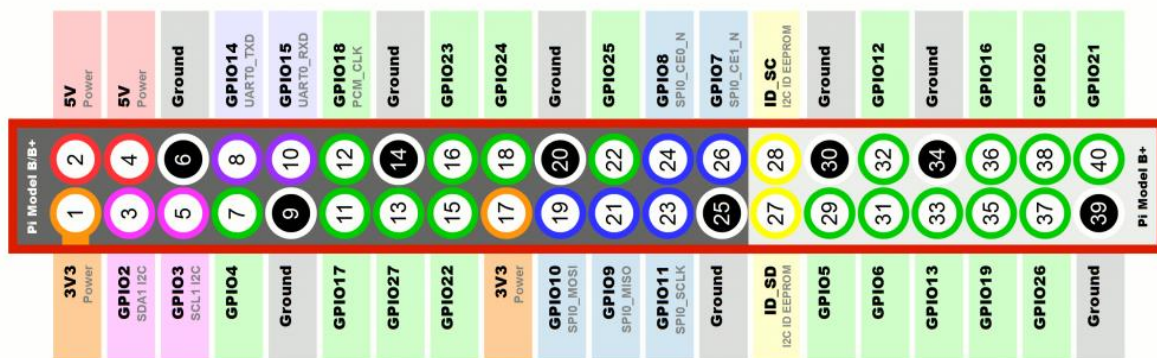 5V
Power
5V
Power
Ground
GPIO14
UART0_TXD
GPIO15
UART0_RXD
GPIO18
PCM_CLK
Ground
GPIO23
GPIO24
Ground
GPIO25
GPIO8
SPI0_CE0_N
GPIO7
SPI0_CE1_N
ID_SC
I2C ID EEPROM
Ground
GPIO12
Ground
GPIO16
GPIO20
GPIO21
Pi Model B/B+
2 4 6 8 10 12 14 16 18 20 22 24 26 28 30 32 34 36 38 40
1 3 5 7 9 11 13 15 17 19 21 23 25 27 29 31 33 35 37 39
Pi Model B+
3V3
Power
GPIO2
SDA1 I2C
GPIO3
SCL1 I2C
GPIO4
Ground
GPIO17
GPIO27
GPIO22
3V3
Power
GPIO10
SPI0_MOSI
GPIO9
SPI0_MISO
GPIO11
SPI0_SCLK
Ground
ID_SD
I2C ID EEPROM
GPIO5
GPIO6
GPIO13
GPIO19
GPIO26
Ground